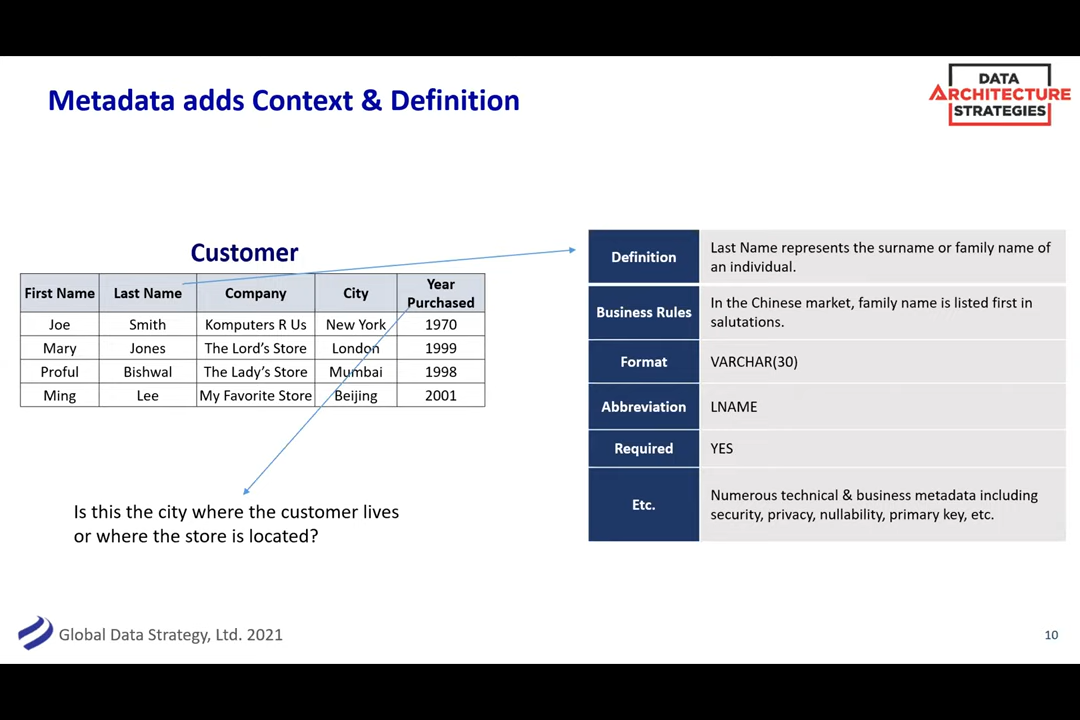 Metadata adds Context & Definition
DATA
ARCHITECTURE
STRATEGIES
Customer
First Name Last Name Company City Year Purchased
Joe Smith Komputers R Us New York 1970
Mary Jones The Lord's Store London 1999
Proful Bishwal The Lady's Store Mumbai 1998
Ming Lee My Favorite Store Beijing 2001
Is this the city where the customer lives
or where the store is located?
Definition
Last Name represents the surname or family name of
an individual.
Business Rules
In the Chinese market, family name is listed first in
salutations.
Format
VARCHAR(30)
Abbreviation
LNAME
Required
YES
Etc.
Numerous technical & business metadata including
security, privacy, nullability, primary key, etc.
Global Data Strategy, Ltd. 2021
10